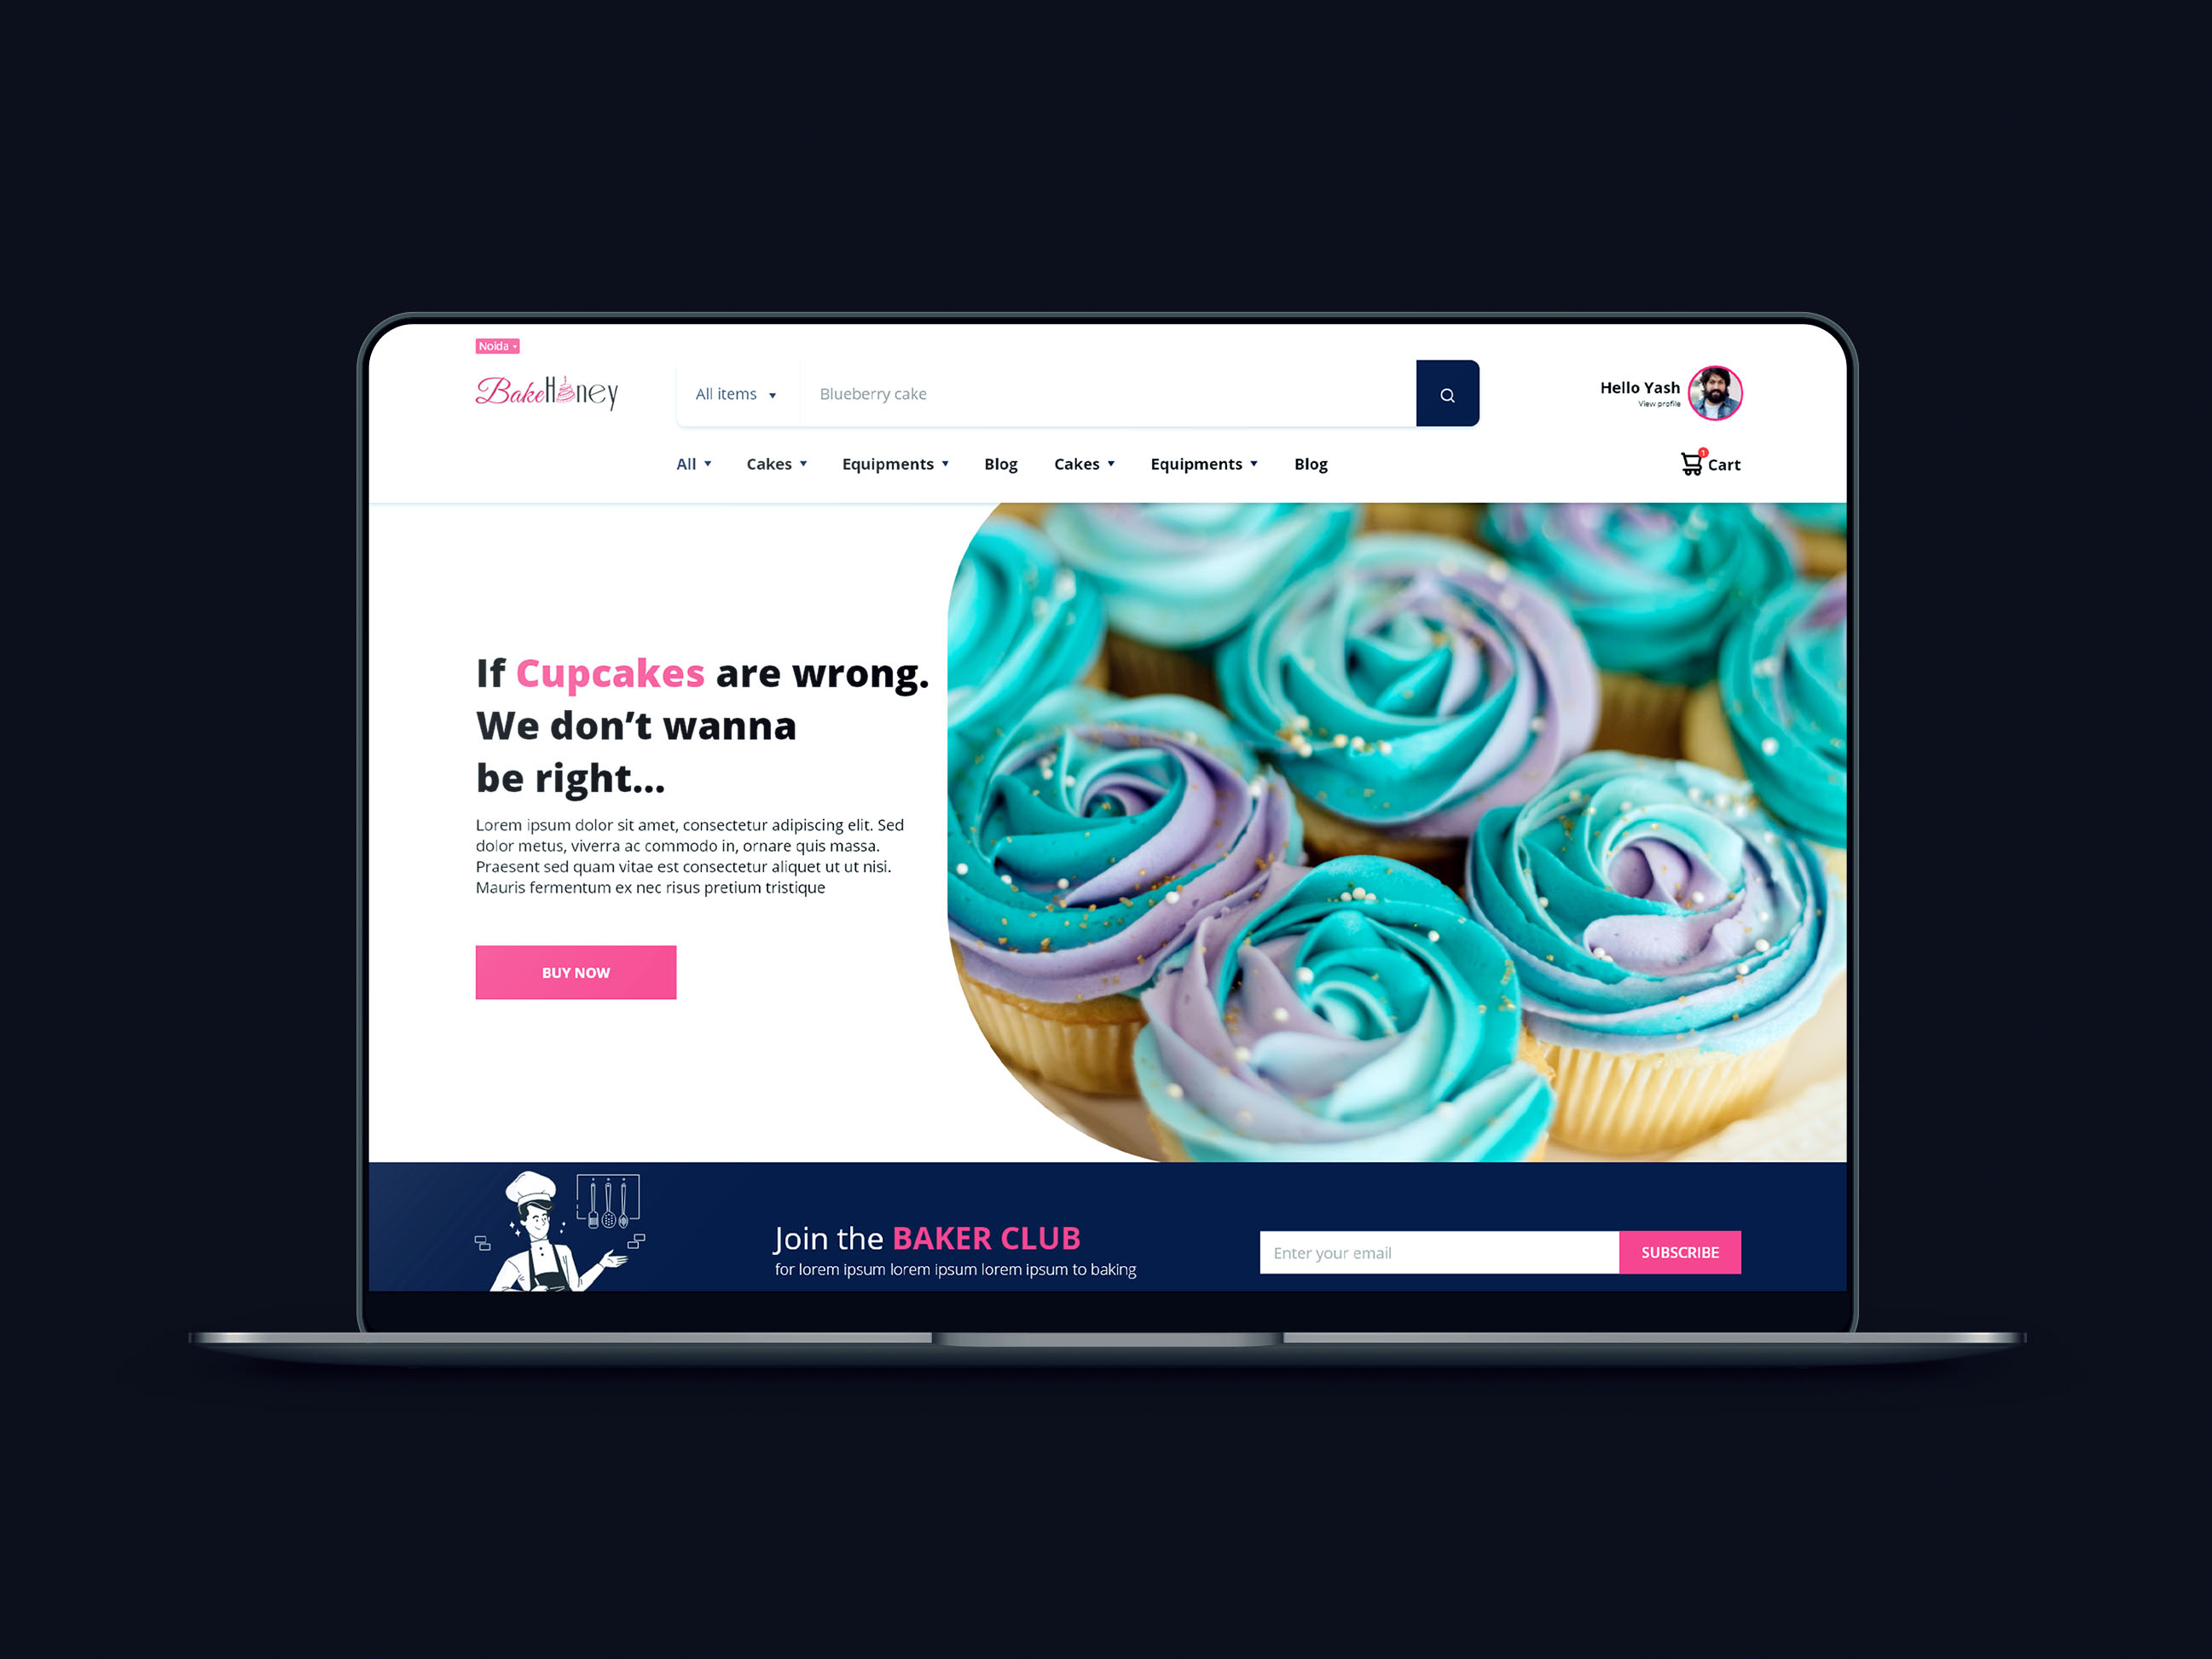 Noida
BakeHoney
All items
Blueberry cake
Hello Yash
View profile
All
Cakes
Equipments
Blog
Cakes
Equipments
Blog
1
Cart
If Cupcakes are wrong.
We don’t wanna
be right...
Lorem ipsum dolor sit amet, consectetur adipiscing elit. Sed
dolor metus, viverra ac commodo in, ornare quis massa.
Praesent sed quam vitae est consectetur aliquet ut ut nisi.
Mauris fermentum ex nec risus pretium tristique
BUY NOW
Join the BAKER CLUB
for lorem ipsum lorem ipsum lorem ipsum to baking
Enter your email
SUBSCRIBE